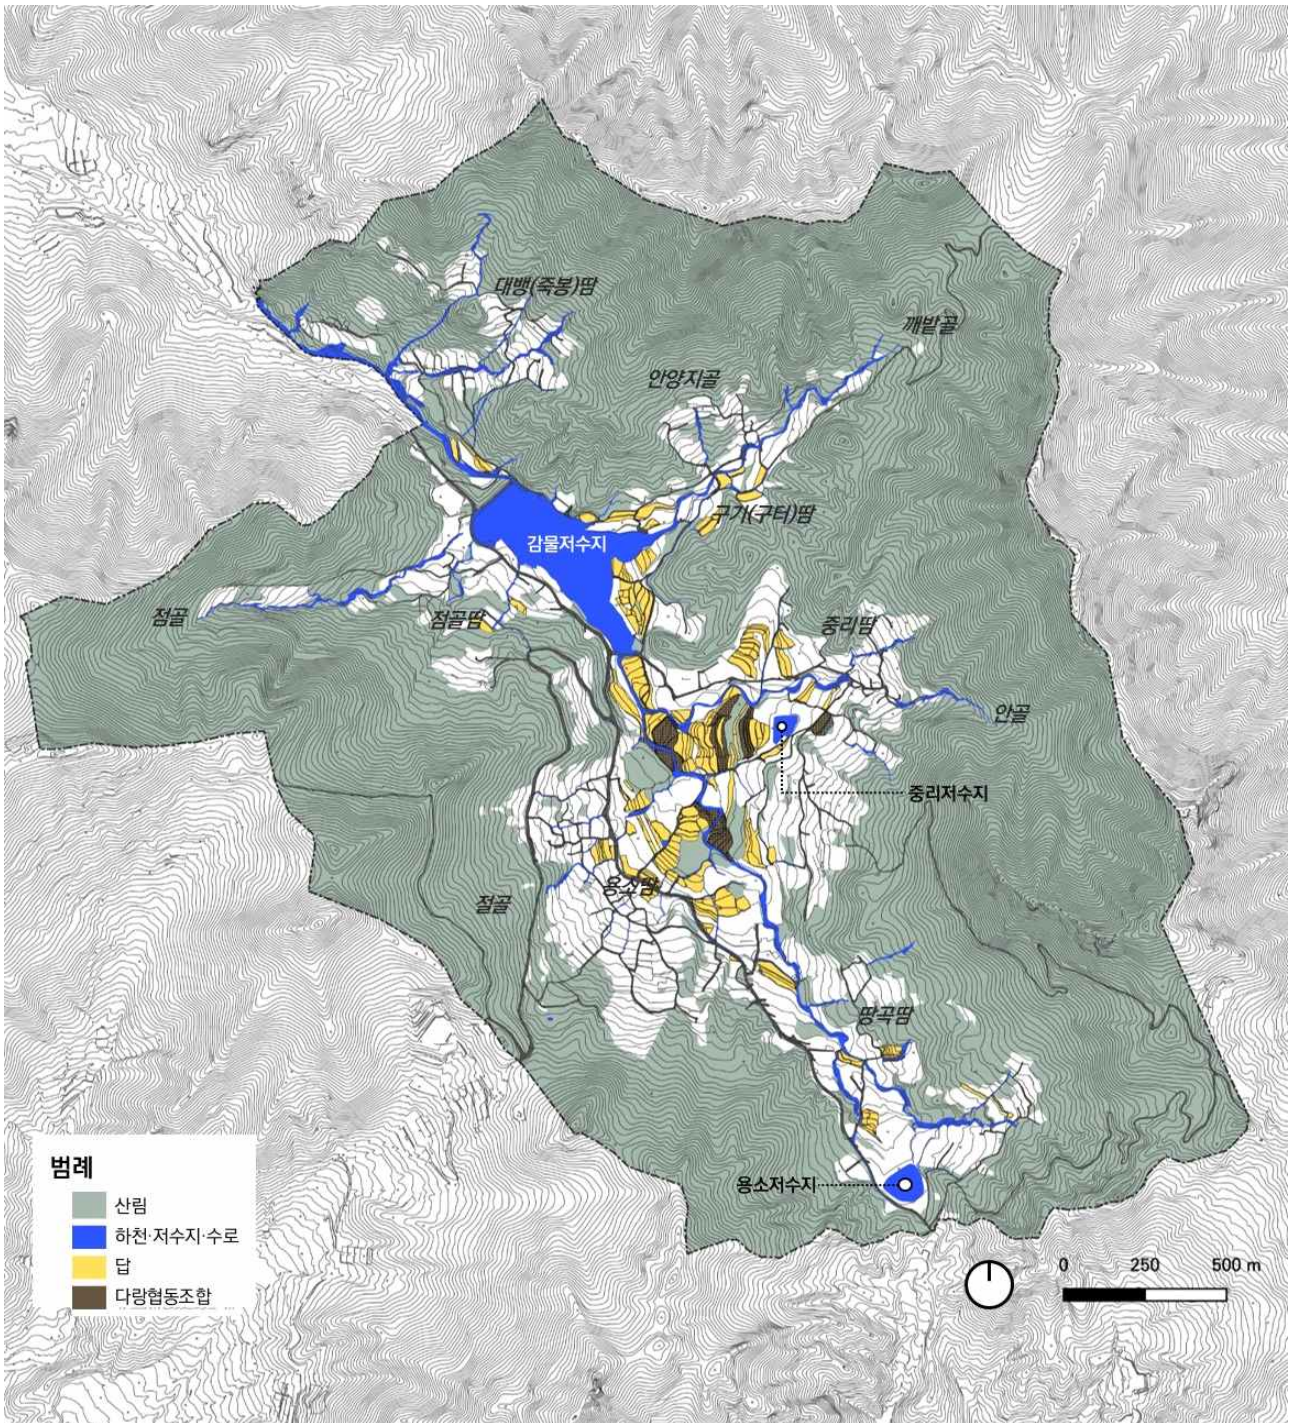 대뱅(죽봉)땀
깨밭골
안양지골
구기(구터)땀
감물저수지
점골
점골땀
중리땀
안골
중리저수지
용소땀
절골
땅곡땀
용소저수지
범례
산림
하천·저수지·수로
답
다랑협동조합
0 250 500 m